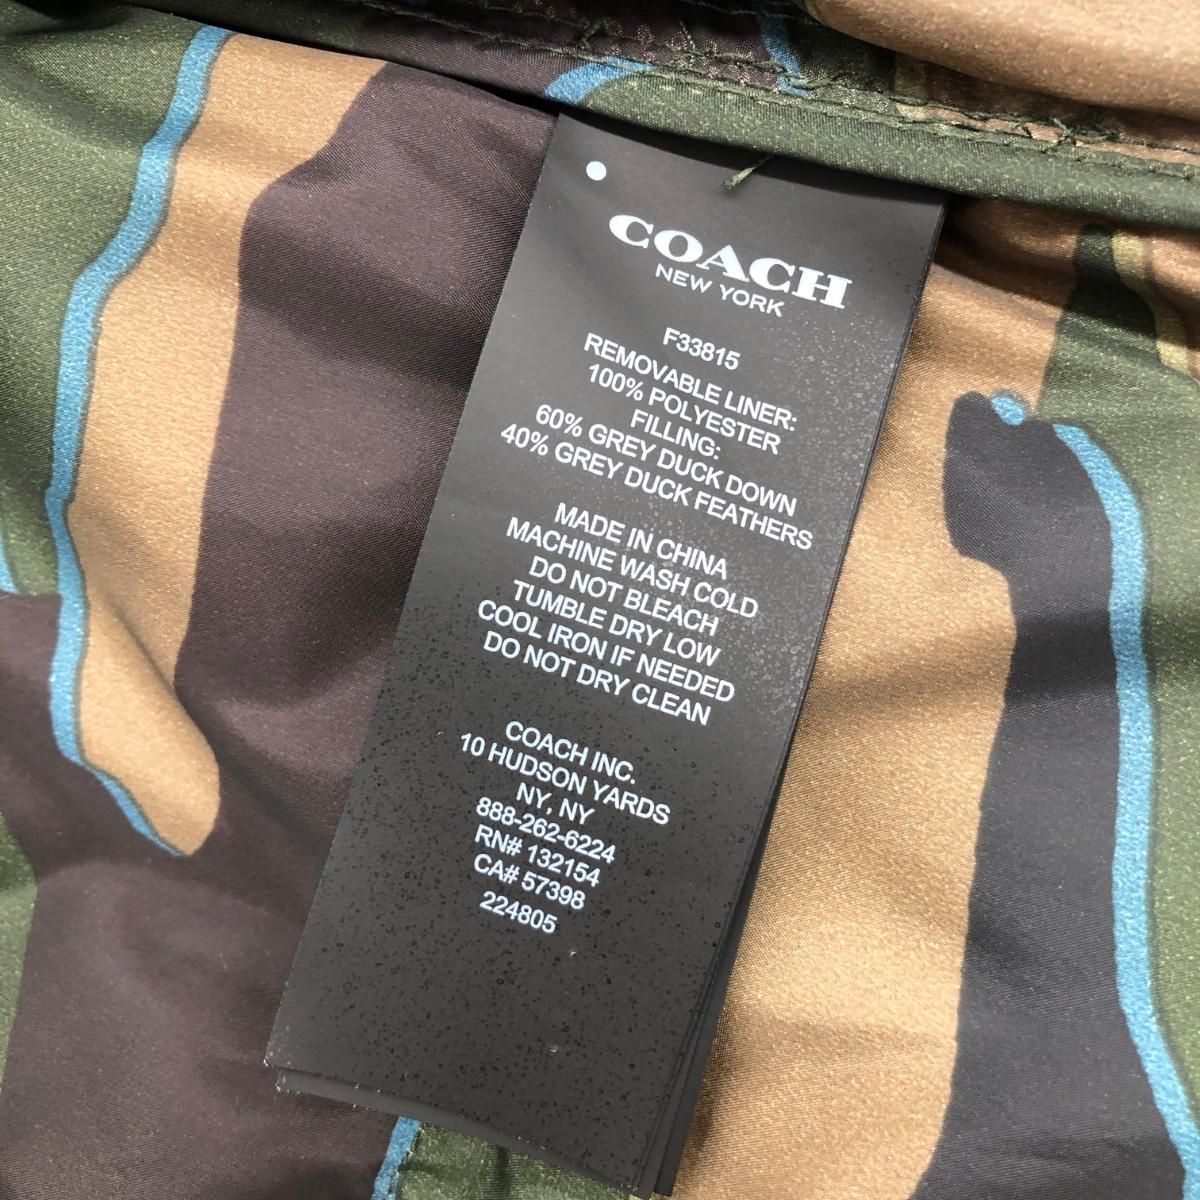 COACH
NEW YORK
F33815
REMOVABLE LINER:
100% POLYESTER
FILLING:
60% GREY DUCK DOWN
40% GREY DUCK FEATHERS
MADE IN CHINA
MACHINE WASH COLD
DO NOT BLEACH
TUMBLE DRY LOW
COOL IRON IF NEEDED
DO NOT DRY CLEAN
COACH INC.
10 HUDSON YARDS
NY, NY
888-262-6224
RN# 132154
CA# 57398
224805